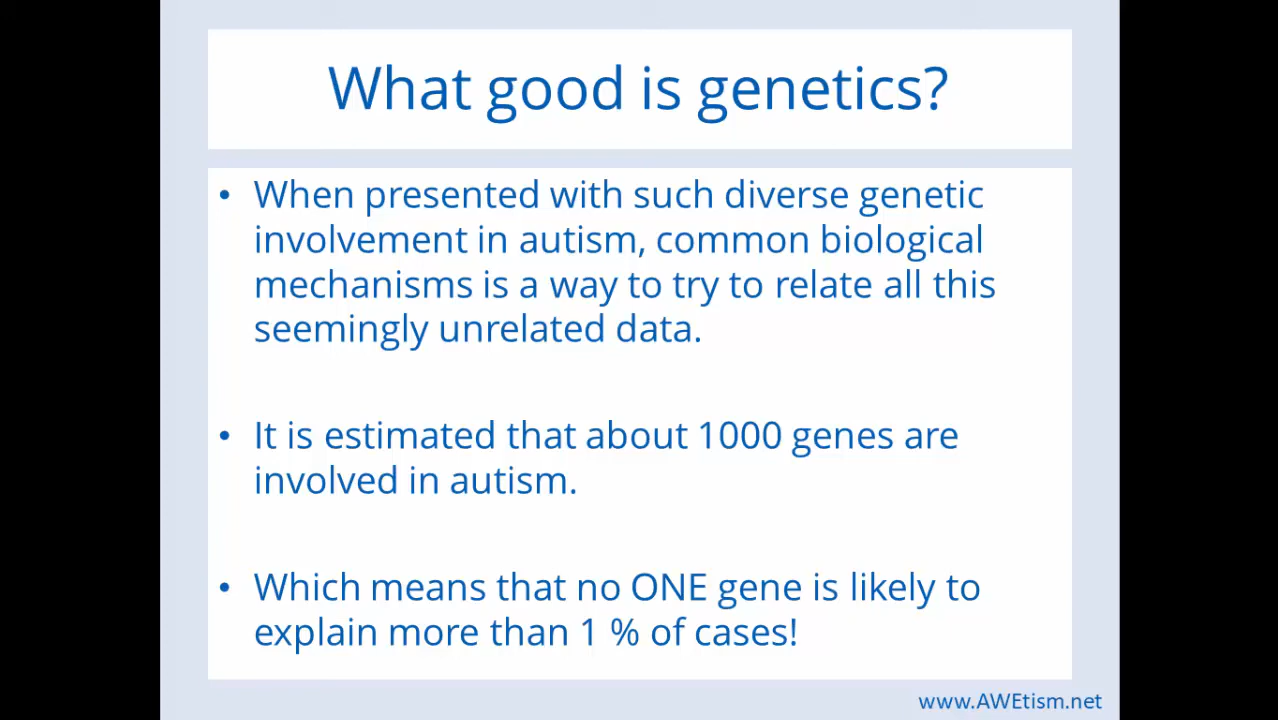 What good is genetics?
• When presented with such diverse genetic
involvement in autism, common biological
mechanisms is a way to try to relate all this
seemingly unrelated data.
• It is estimated that about 1000 genes are
involved in autism.
• Which means that no ONE gene is likely to
explain more than 1 % of cases!
www.AWEtism.net